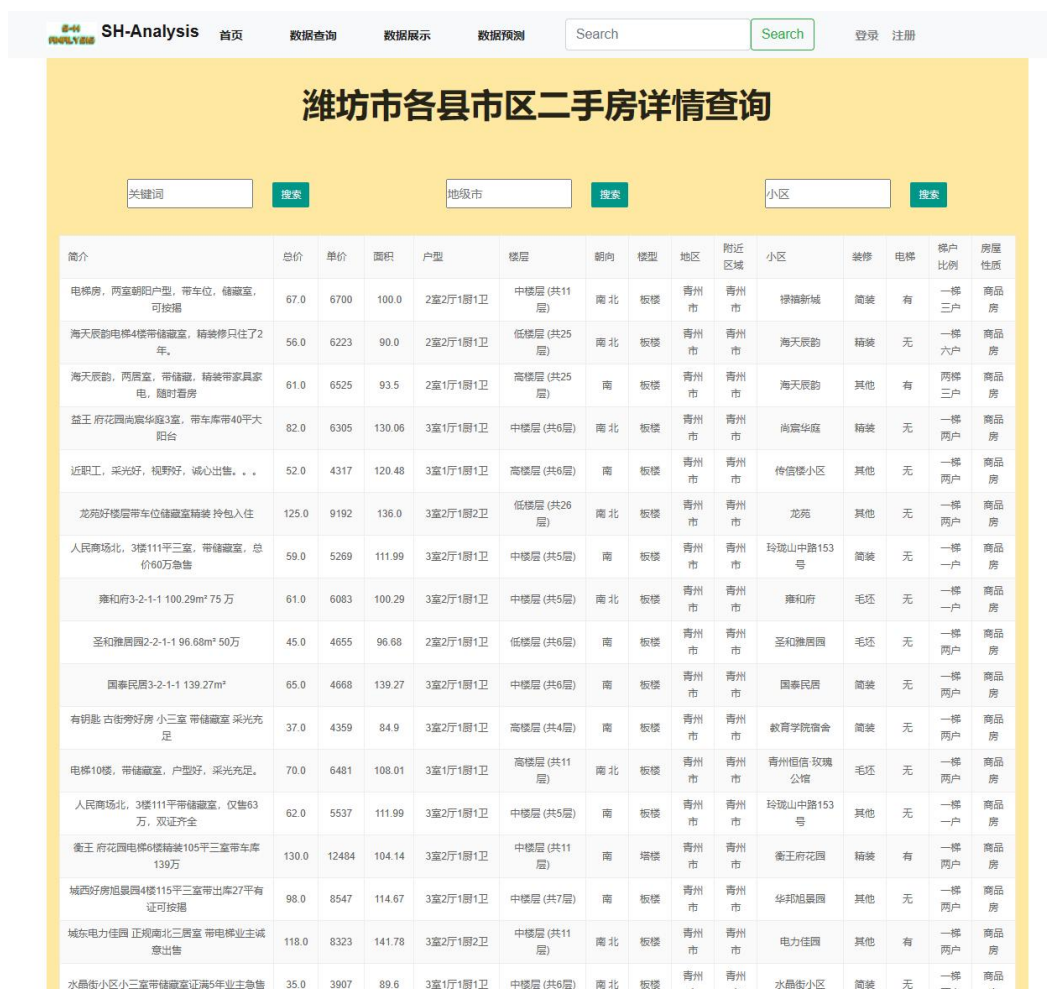 S-H
ANALYSIS
SH-Analysis 首页 数据查询 数据展示 数据预测 Search Search 登录 注册
潍坊市各县市区二手房详情查询
关键词 搜索 地级市 搜索 小区 搜索
简介 总价 单价 面积 户型 楼层 朝向 楼型 地区 附近区域 小区 装修 电梯 梯户比例 房屋性质
电梯房，两室朝阳户型，带车位，储藏室，可按揭 67.0 6700 100.0 2室2厅1厨1卫 中楼层 (共11层) 南 北 板楼 青州市 青州市 禄禧新城 简装 有 一梯三户 商品房
海天辰韵电梯4楼带储藏室，精装修只住了2年。 56.0 6223 90.0 2室2厅1厨1卫 低楼层 (共25层) 南 北 板楼 青州市 青州市 海天辰韵 精装 无 一梯六户 商品房
海天辰韵，两居室，带储藏，精装带家具家电，随时看房 61.0 6525 93.5 2室1厅1厨1卫 高楼层 (共25层) 南 板楼 青州市 青州市 海天辰韵 其他 有 两梯三户 商品房
益王 府花园尚宸华庭3室，带车库带40平大阳台 82.0 6305 130.06 3室1厅1厨1卫 中楼层 (共6层) 南 北 板楼 青州市 青州市 尚宸华庭 精装 无 一梯两户 商品房
近职工，采光好，视野好，诚心出售。。。 52.0 4317 120.48 3室1厅1厨1卫 高楼层 (共6层) 南 板楼 青州市 青州市 传信楼小区 其他 无 一梯两户 商品房
龙苑好楼层带车位储藏室精装 拎包入住 125.0 9192 136.0 3室2厅1厨2卫 低楼层 (共26层) 南 北 板楼 青州市 青州市 龙苑 其他 无 一梯两户 商品房
人民商场北，3楼111平三室，带储藏室，总价60万急售 59.0 5269 111.99 3室2厅1厨1卫 中楼层 (共5层) 南 板楼 青州市 青州市 玲珑山中路153号 简装 无 一梯一户 商品房
雍和府3-2-1-1 100.29m² 75 万 61.0 6083 100.29 3室2厅1厨1卫 中楼层 (共5层) 南 北 板楼 青州市 青州市 雍和府 毛坯 无 一梯一户 商品房
圣和雅居园2-2-1-1 96.68m² 50万 45.0 4655 96.68 2室2厅1厨1卫 低楼层 (共6层) 南 板楼 青州市 青州市 圣和雅居园 毛坯 无 一梯两户 商品房
国泰民居3-2-1-1 139.27m² 65.0 4668 139.27 3室2厅1厨1卫 中楼层 (共6层) 南 板楼 青州市 青州市 国泰民居 简装 无 一梯两户 商品房
有钥匙 古街旁好房 小三室 带储藏室 采光充足 37.0 4359 84.9 3室2厅1厨1卫 高楼层 (共4层) 南 板楼 青州市 青州市 教育学院宿舍 简装 无 一梯两户 商品房
电梯10楼，带储藏室，户型好，采光充足。 70.0 6481 108.01 3室1厅1厨1卫 高楼层 (共11层) 南 北 板楼 青州市 青州市 青州恒信·玫瑰公馆 毛坯 无 一梯两户 商品房
人民商场北，3楼111平带储藏室，仅售63万，双证齐全 62.0 5537 111.99 3室2厅1厨1卫 中楼层 (共5层) 南 板楼 青州市 青州市 玲珑山中路153号 其他 无 一梯一户 商品房
衡王 府花园电梯6楼精装105平三室带车库139万 130.0 12484 104.14 3室2厅1厨1卫 中楼层 (共11层) 南 塔楼 青州市 青州市 衡王府花园 精装 有 一梯两户 商品房
城西好房旭景园4楼115平三室带出库27平有证可按揭 98.0 8547 114.67 3室2厅1厨1卫 中楼层 (共7层) 南 板楼 青州市 青州市 华邦旭景园 其他 无 一梯两户 商品房
城东电力佳园 正规南北三居室 带电梯业主诚意出售 118.0 8323 141.78 3室2厅1厨2卫 中楼层 (共11层) 南 北 板楼 青州市 青州市 电力佳园 其他 有 一梯两户 商品房
水晶街小区小三室带储藏室证满5年业主急售 35.0 3907 89.6 3室1厅1厨1卫 中楼层 (共6层) 南 北 板楼 青州 青州 水晶街小区 简装 无 一梯 商品